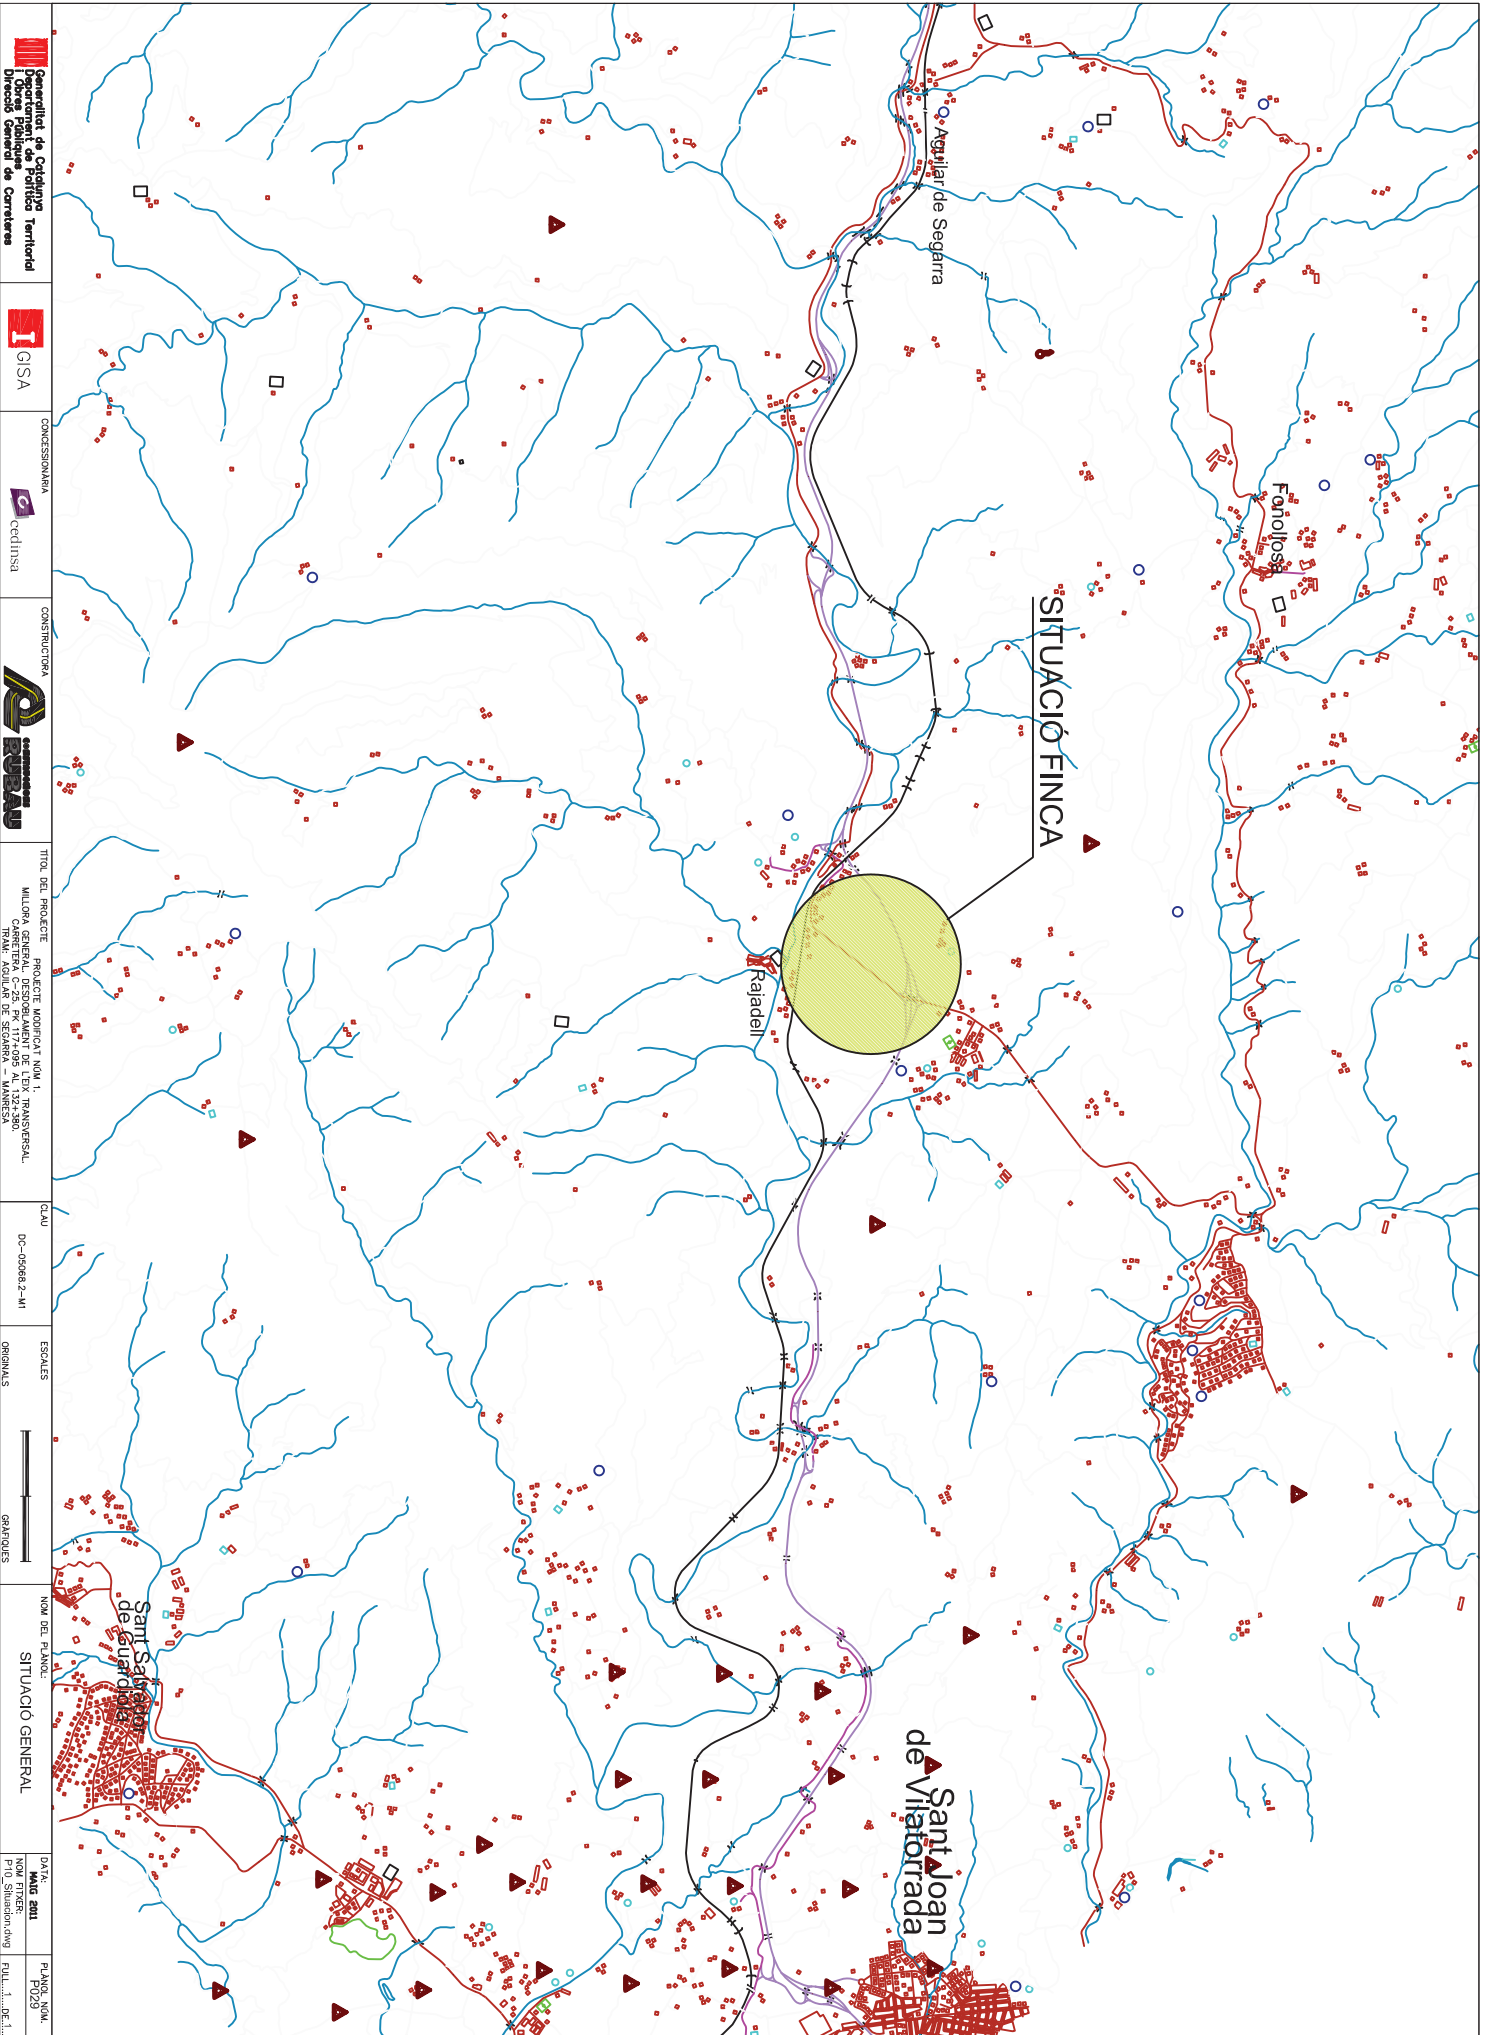 Aguilar de Segarra
Fonollosa
SITUACIÓ FINCA
Rajadell
Sant Joan
de Vilatorrada
Sant Salvador
de Guardiola
Generalitat de Catalunya
Departament de Política Territorial
i Obres Públiques
Direcció General de Carreteres
GISA
CONCESSIONÀRIA
cedinsa
CONSTRUCTORA
RUBAU
TÍTOL DEL PROJECTE
PROJECTE MODIFICAT NÚM 1.
MILLORA GENERAL. DESDOBLAMENT DE L'EIX TRANSVERSAL.
CARRETERA C-25. PK 117+095 AL 132+380.
TRAM: AGUILAR DE SEGARRA - MANRESA
CLAU
DC-05068.2-M1
ESCALES
ORIGINALS
GRÀFIQUES
NOM DEL PLÀNOL:
SITUACIÓ GENERAL
DATA:
MAIG 2011
NOM FITXER:
P10_Situacion.dwg
PLÀNOL NÚM.
P029
FULL...1...DE.1...